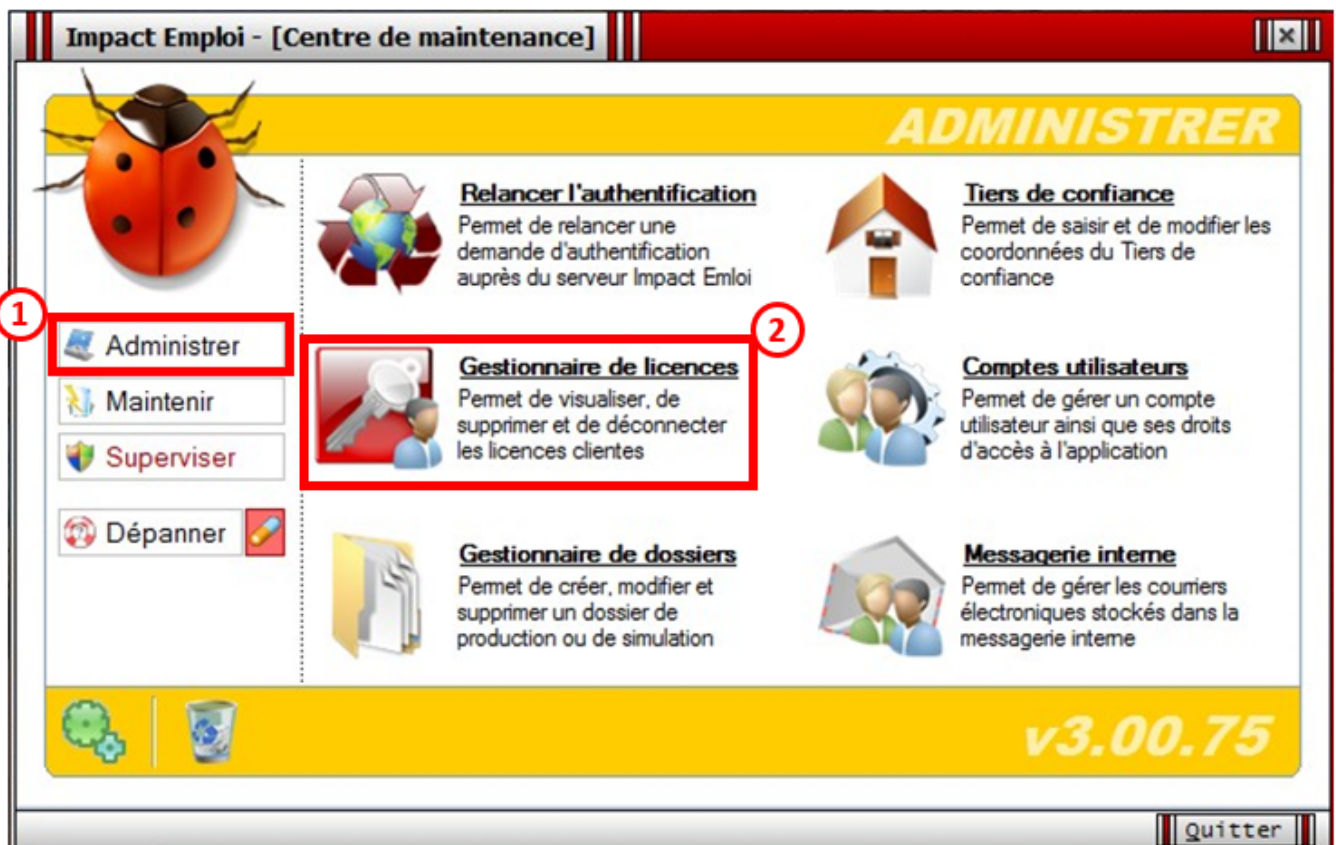 Impact Emploi - [Centre de maintenance]
ADMINISTRER
Relancer l'authentification
Permet de relancer une
demande d'authentification
auprès du serveur Impact Emloi
Tiers de confiance
Permet de saisir et de modifier les
coordonnées du Tiers de
confiance
1
Administrer
Maintenir
Superviser
Dépanner
2
Gestionnaire de licences
Permet de visualiser, de
supprimer et de déconnecter
les licences clientes
Comptes utilisateurs
Permet de gérer un compte
utilisateur ainsi que ses droits
d'accès à l'application
Gestionnaire de dossiers
Permet de créer, modifier et
supprimer un dossier de
production ou de simulation
Messagerie interne
Permet de gérer les courriers
électroniques stockés dans la
messagerie interne
v3.00.75
Quitter